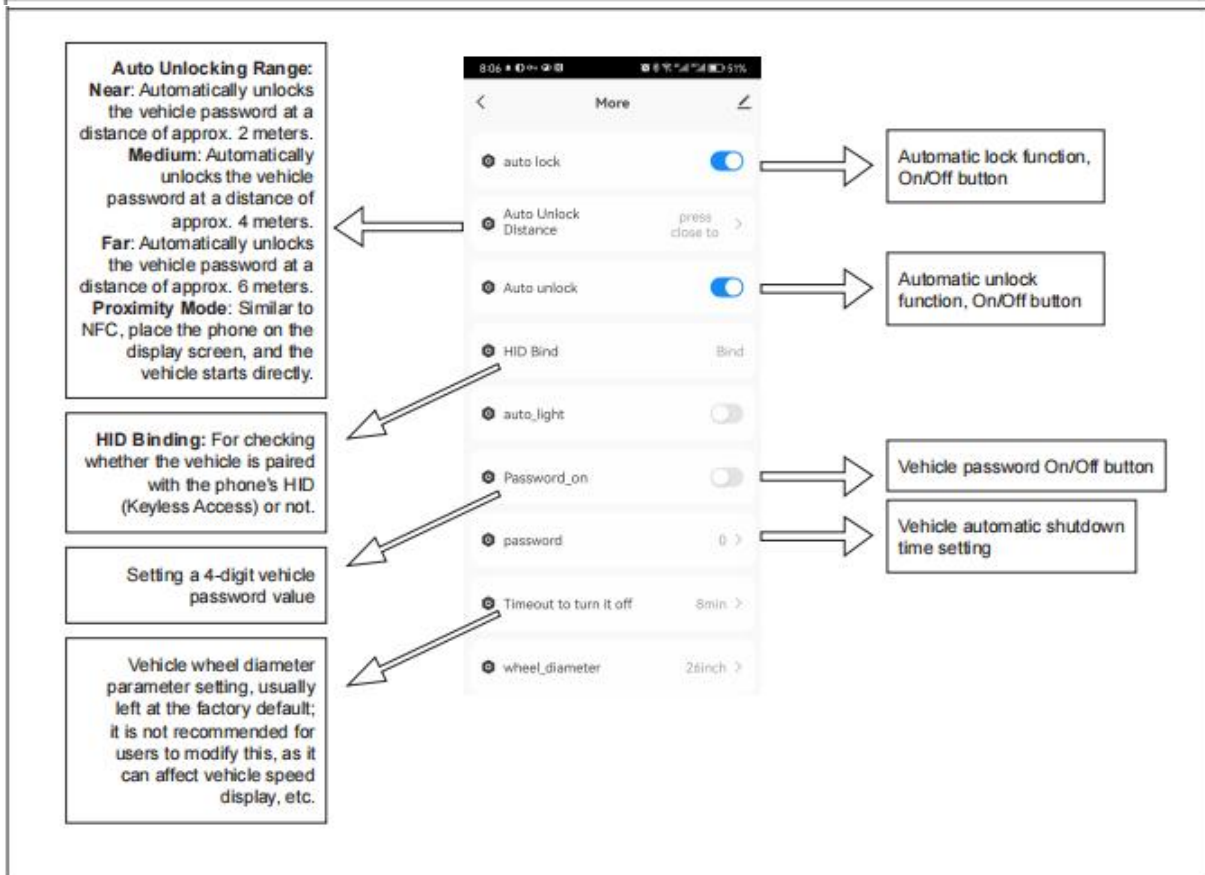 Auto Unlocking Range:
Near: Automatically unlocks
the vehicle password at a
distance of approx. 2 meters.
Medium: Automatically
unlocks the vehicle
password at a distance of
approx. 4 meters.
Far: Automatically unlocks
the vehicle password at a
distance of approx. 6 meters.
Proximity Mode: Similar to
NFC, place the phone on the
display screen, and the
vehicle starts directly.
HID Binding: For checking
whether the vehicle is paired
with the phone's HID
(Keyless Access) or not.
Setting a 4-digit vehicle
password value
Vehicle wheel diameter
parameter setting, usually
left at the factory default;
it is not recommended for
users to modify this, as it
can affect vehicle speed
display, etc.
8:06
51%
More
auto lock
Auto Unlock
Distance
press
close to
Auto unlock
HID Bind
Bind
auto_light
Password_on
password
0
Timeout to turn it off
8min
wheel_diameter
26inch
Automatic lock function,
On/Off button
Automatic unlock
function, On/Off button
Vehicle password On/Off button
Vehicle automatic shutdown
time setting